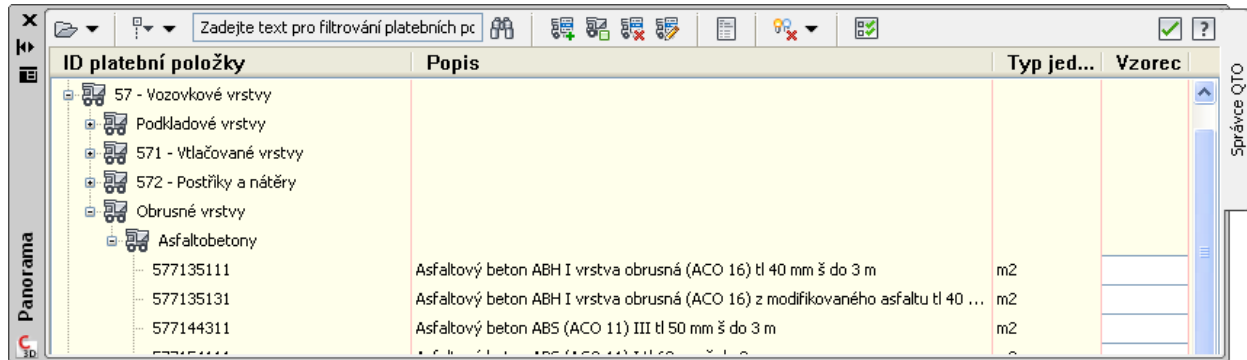 Zadejte text pro filtrování platebních pc
ID platební položky Popis Typ jed... Vzorec
57 - Vozovkové vrstvy
Podkladové vrstvy
571 - Vtlačované vrstvy
572 - Postřiky a nátěry
Obrusné vrstvy
Asfaltobetony
577135111 Asfaltový beton ABH I vrstva obrusná (ACO 16) tl 40 mm š do 3 m m2
577135131 Asfaltový beton ABH I vrstva obrusná (ACO 16) z modifikovaného asfaltu tl 40 ... m2
577144311 Asfaltový beton ABS (ACO 11) III tl 50 mm š do 3 m m2
Panorama
C 3D
Správce QTO